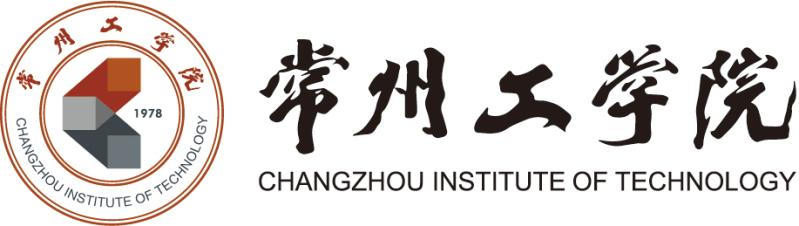 常州工学院
1978
CHANGZHOU INSTITUTE OF TECHNOLOGY
常州工学院
CHANGZHOU INSTITUTE OF TECHNOLOGY